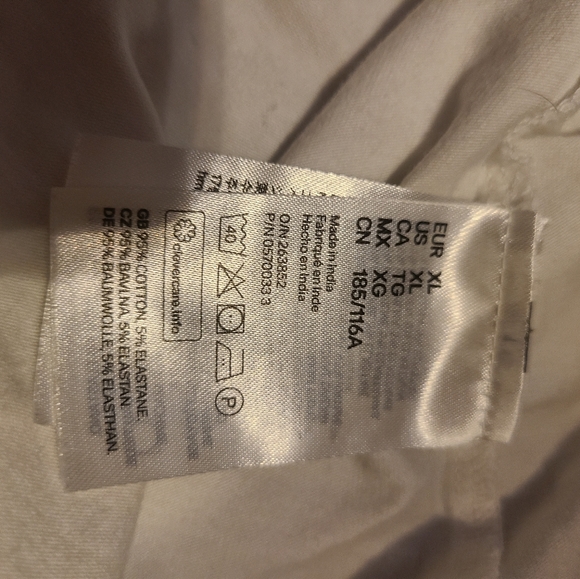 EUR XL
US XL
CA TG
MX XG
CN 185/116A
Made in India
Fabriqué en Inde
Hecho en India
O/N 263832
P/N 0570033 3
40
P
clevercare.info
GB 95% COTTON, 5% ELASTANE.
CZ 95% BAVLNA, 5% ELASTAN
DE 95% BAUMWOLLE, 5% ELASTHAN.